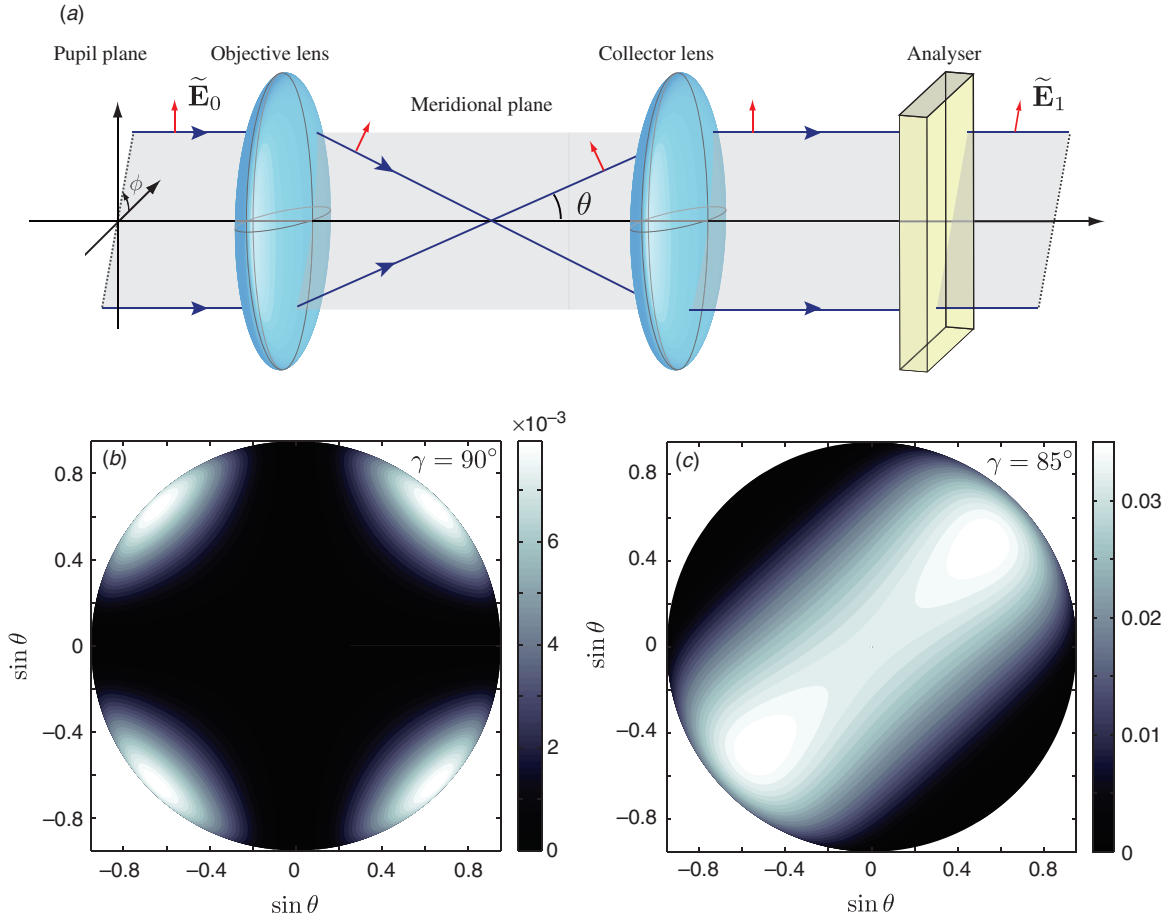 (a)
Pupil plane
Objective lens
Collector lens
Analyser
Ẽ₀
Meridional plane
Ẽ₁
ϕ
θ
×10⁻³
(b)
γ = 90°
0.8
0.4
0
−0.4
−0.8
sin θ
−0.8
−0.4
0
0.4
0.8
sin θ
6
4
2
0
(c)
γ = 85°
0.8
0.4
0
−0.4
−0.8
sin θ
−0.8
−0.4
0
0.4
0.8
sin θ
0.03
0.02
0.01
0